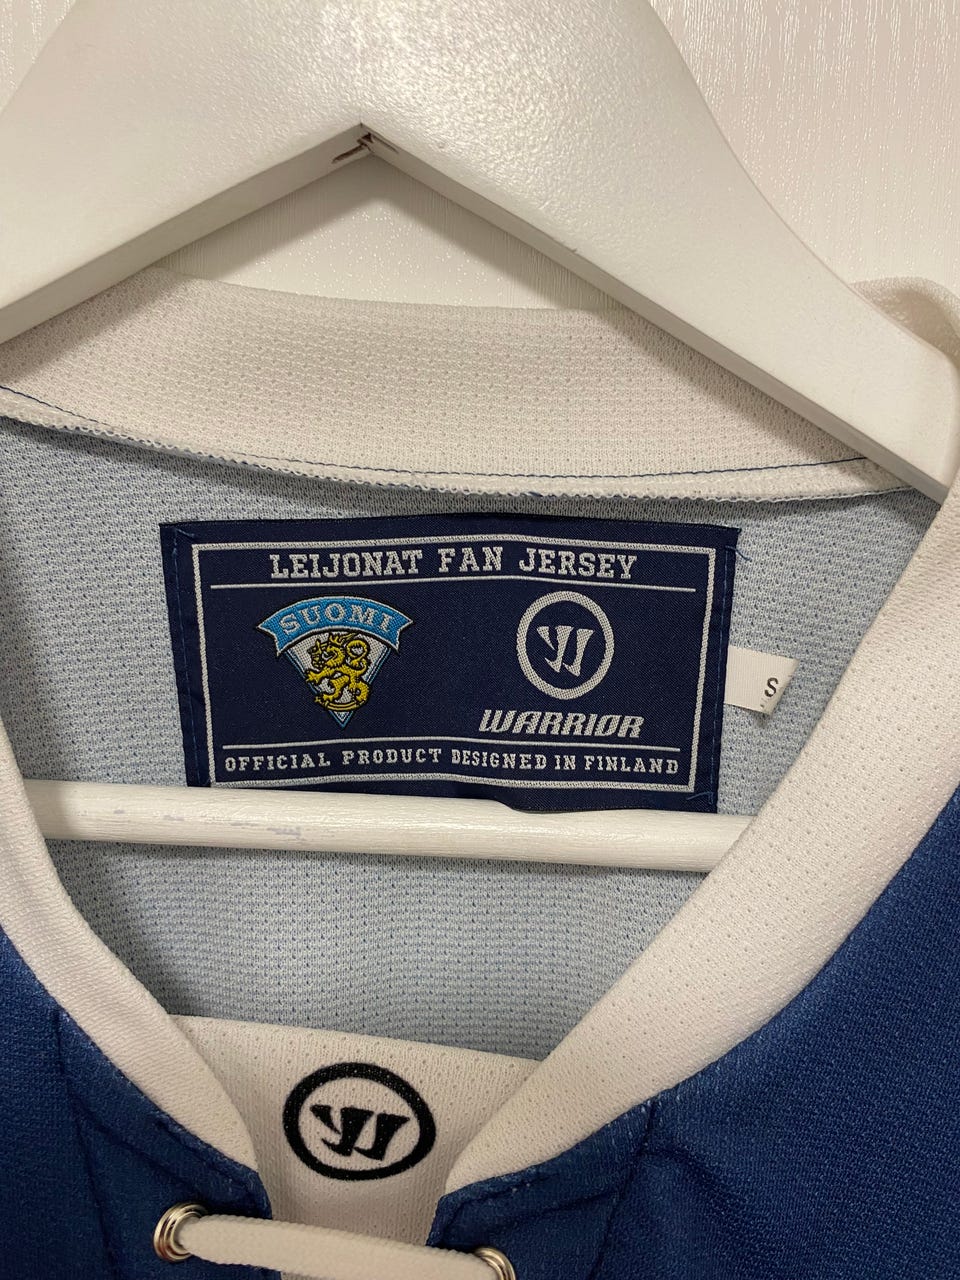 LEIJONAT FAN JERSEY
SUOMI
WARRIOR
S
OFFICIAL PRODUCT DESIGNED IN FINLAND